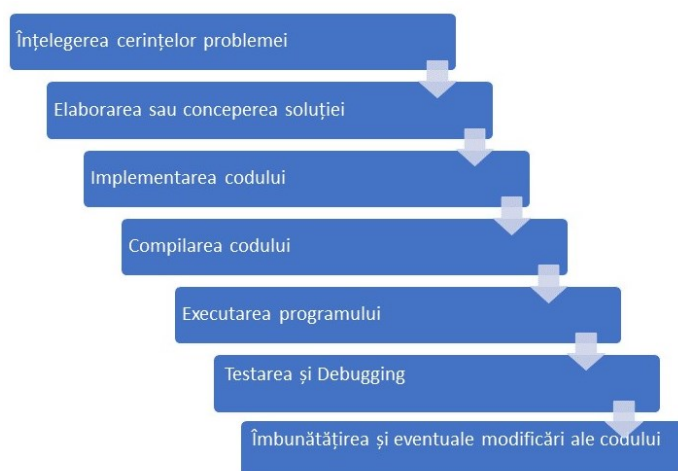 Înțelegerea cerințelor problemei
Elaborarea sau conceperea soluției
Implementarea codului
Compilarea codului
Executarea programului
Testarea și Debugging
Îmbunătățirea și eventuale modificări ale codului